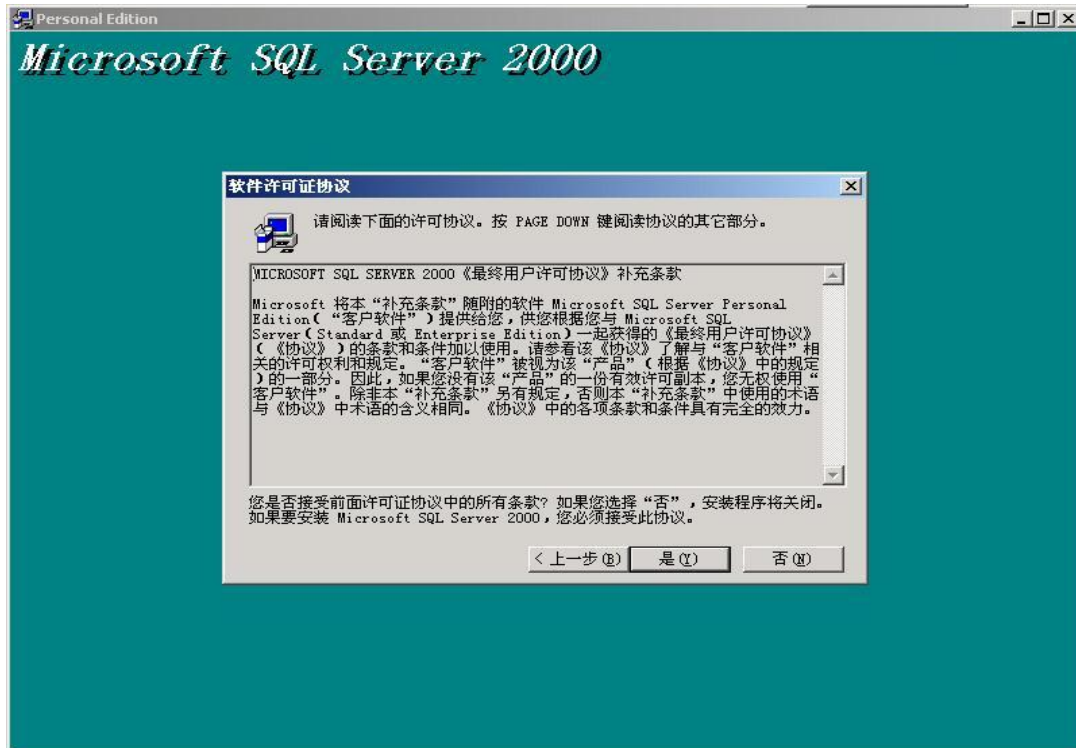 Personal Edition
Microsoft SQL Server 2000
软件许可证协议
请阅读下面的许可协议。按 PAGE DOWN 键阅读协议的其它部分。
MICROSOFT SQL SERVER 2000《最终用户许可协议》补充条款
Microsoft 将本“补充条款”随附的软件 Microsoft SQL Server Personal
Edition(“客户软件”)提供给您，供您根据您与 Microsoft SQL
Server(Standard 或 Enterprise Edition)一起获得的《最终用户许可协议》
(《协议》)的条款和条件加以使用。请参看该《协议》了解与“客户软件”相
关的许可权利和规定。“客户软件”被视为该“产品”(根据《协议》中的规定
)的一部分。因此，如果您没有该“产品”的一份有效许可副本，您无权使用“
客户软件”。除非本“补充条款”另有规定，否则本“补充条款”中使用的术语
与《协议》中术语的含义相同。《协议》中的各项条款和条件具有完全的效力。
您是否接受前面许可证协议中的所有条款? 如果您选择“否”，安装程序将关闭。
如果要安装 Microsoft SQL Server 2000，您必须接受此协议。
< 上一步(B) 是(Y) 否(N)